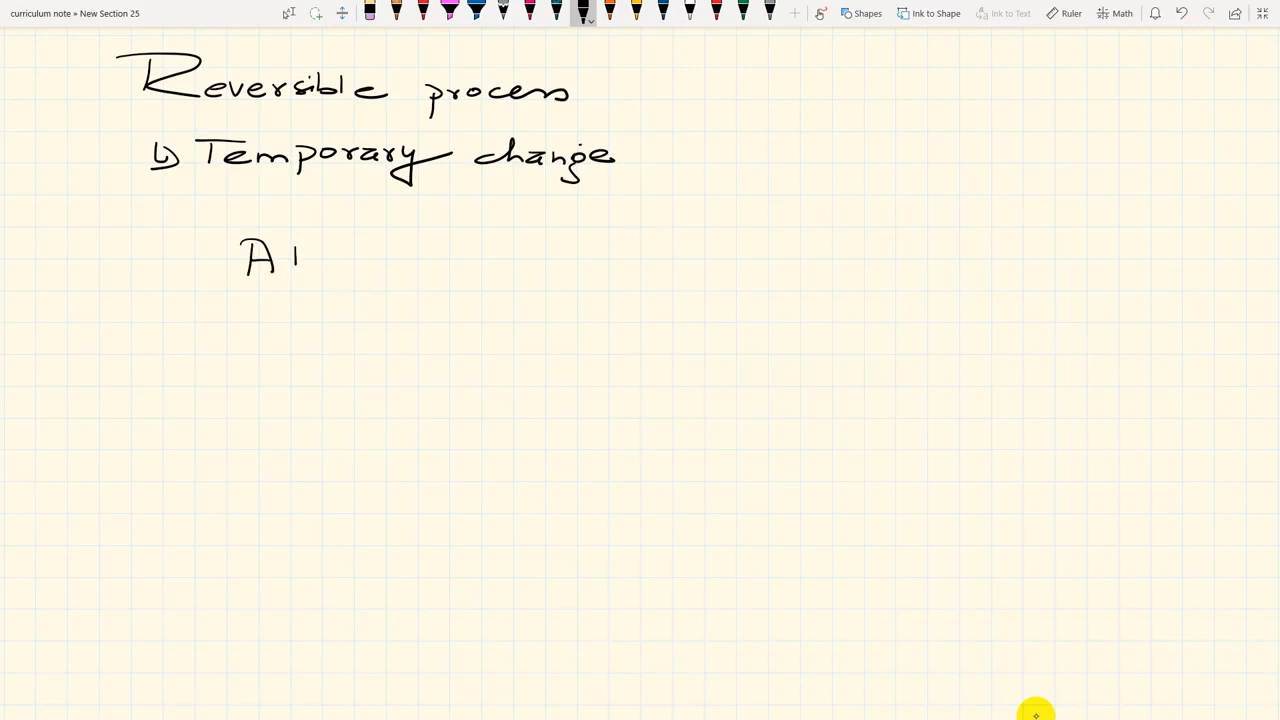 curriculum note » New Section 25
Shapes Ink to Shape Ink to Text Ruler Math
Reversible process
↳ Temporary change
A